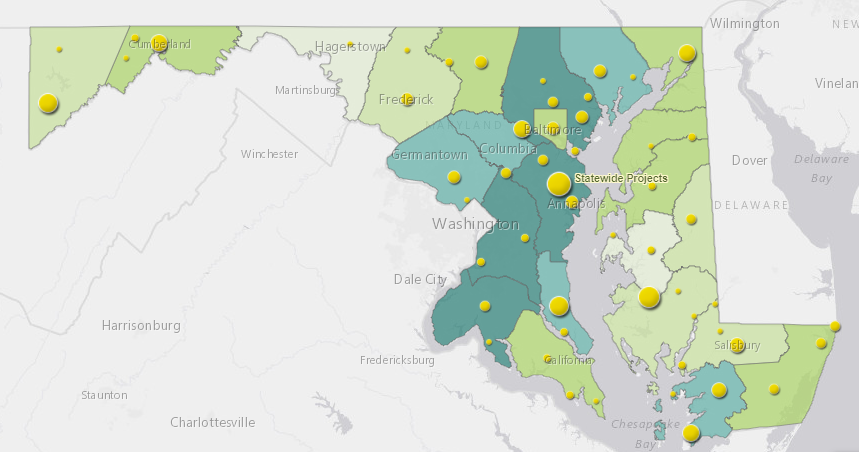 Wilmington
NEW
Cumberland
Hagerstown
Martinsburg
Vineland
Frederick
MARYLAND
Baltimore
Columbia
Winchester
Germantown
Dover
Delaware
Bay
Statewide Projects
Annapolis
DELAWARE
Washington
Dale City
Harrisonburg
Salisbury
Fredericksburg
California
Staunton
Charlottesville
Chesapeake
Bay